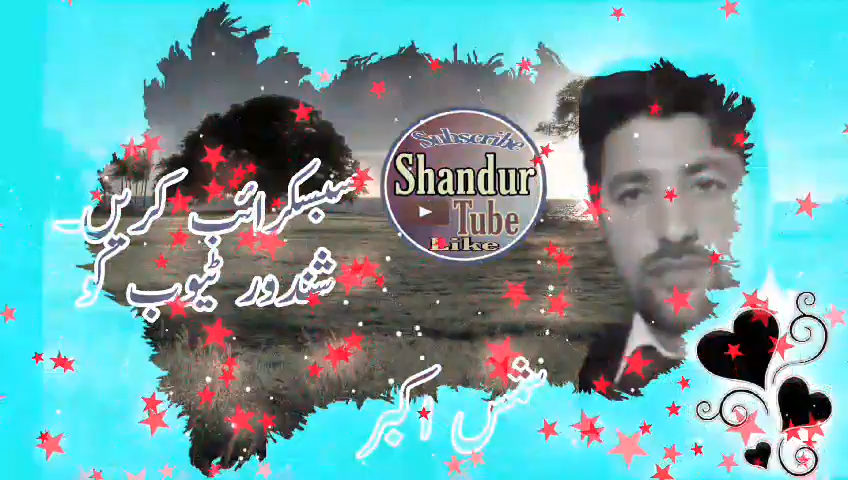 Subscribe
Shandur
Tube
Like
سبسکرائب کریں۔
شندور ٹیوب کو
شمس اکبر